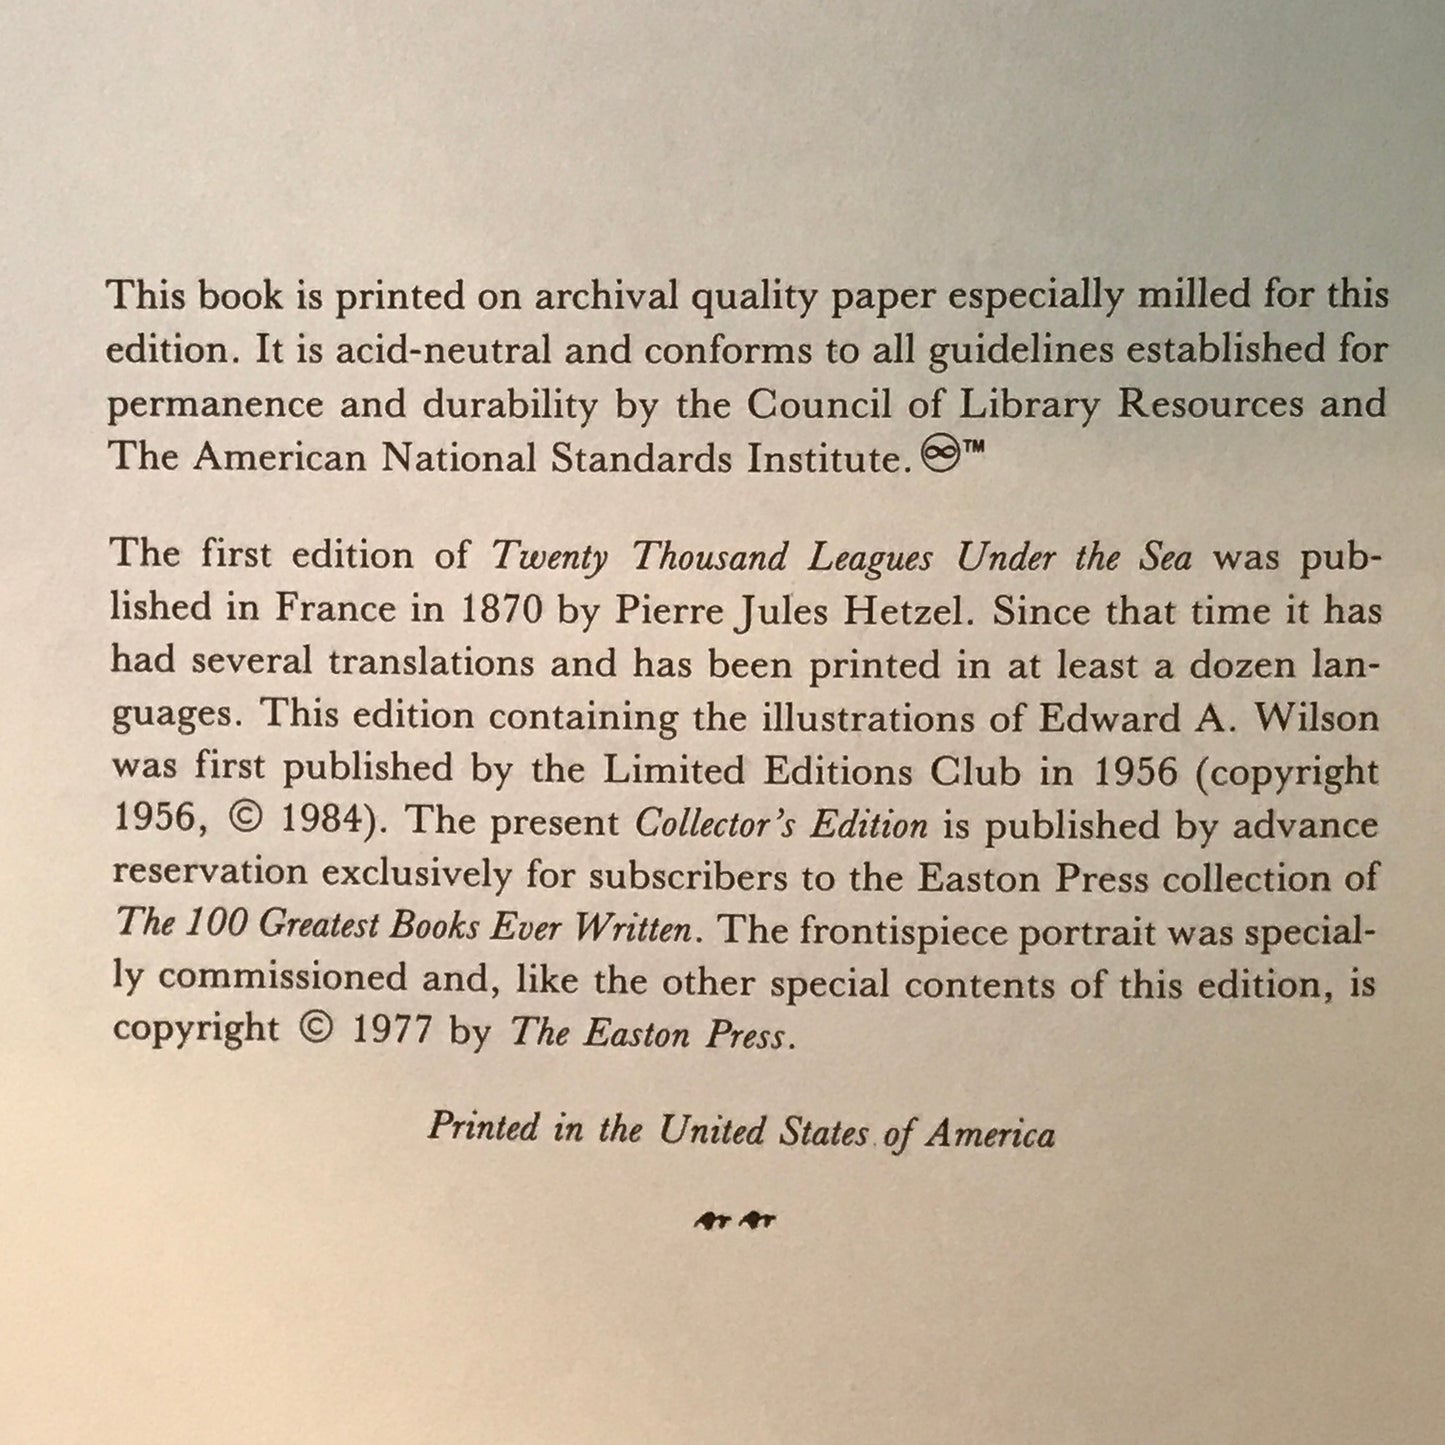 This book is printed on archival quality paper especially milled for this
edition. It is acid-neutral and conforms to all guidelines established for
permanence and durability by the Council of Library Resources and
The American National Standards Institute. ♾™
The first edition of Twenty Thousand Leagues Under the Sea was pub-
lished in France in 1870 by Pierre Jules Hetzel. Since that time it has
had several translations and has been printed in at least a dozen lan-
guages. This edition containing the illustrations of Edward A. Wilson
was first published by the Limited Editions Club in 1956 (copyright
1956, © 1984). The present Collector's Edition is published by advance
reservation exclusively for subscribers to the Easton Press collection of
The 100 Greatest Books Ever Written. The frontispiece portrait was special-
ly commissioned and, like the other special contents of this edition, is
copyright © 1977 by The Easton Press.
Printed in the United States of America